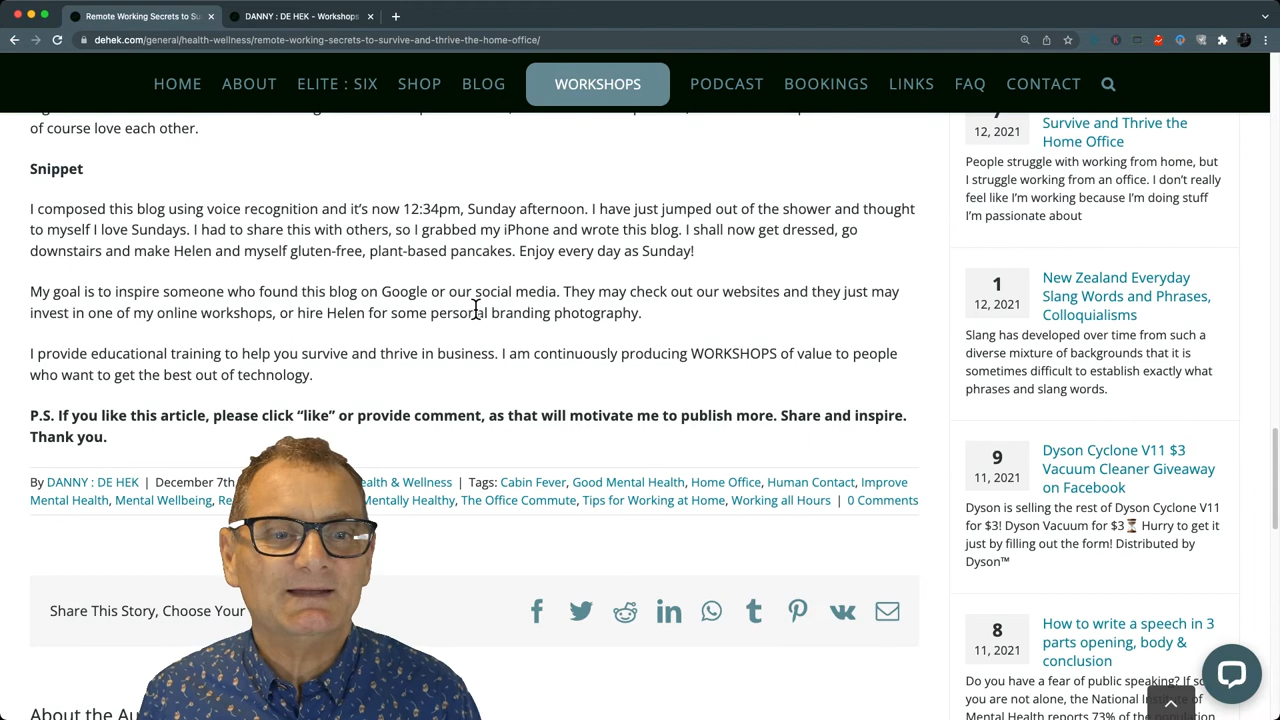 Remote Working Secrets to Su
DANNY : DE HEK - Workshops
dehek.com/general/health-wellness/remote-working-secrets-to-survive-and-thrive-the-home-office/
HOME ABOUT ELITE : SIX SHOP BLOG WORKSHOPS PODCAST BOOKINGS LINKS FAQ CONTACT
of course love each other.
Snippet
I composed this blog using voice recognition and it’s now 12:34pm, Sunday afternoon. I have just jumped out of the shower and thought
to myself I love Sundays. I had to share this with others, so I grabbed my iPhone and wrote this blog. I shall now get dressed, go
downstairs and make Helen and myself gluten-free, plant-based pancakes. Enjoy every day as Sunday!
My goal is to inspire someone who found this blog on Google or our social media. They may check out our websites and they just may
invest in one of my online workshops, or hire Helen for some personal branding photography.
I provide educational training to help you survive and thrive in business. I am continuously producing WORKSHOPS of value to people
who want to get the best out of technology.
P.S. If you like this article, please click “like” or provide comment, as that will motivate me to publish more. Share and inspire.
Thank you.
By DANNY : DE HEK | December 7th ealth & Wellness | Tags: Cabin Fever, Good Mental Health, Home Office, Human Contact, Improve
Mental Health, Mental Wellbeing, Re Mentally Healthy, The Office Commute, Tips for Working at Home, Working all Hours | 0 Comments
Share This Story, Choose Your
About the Au
12, 2021
Survive and Thrive the
Home Office
People struggle with working from home, but
I struggle working from an office. I don’t really
feel like I’m working because I’m doing stuff
I’m passionate about
1
12, 2021
New Zealand Everyday
Slang Words and Phrases,
Colloquialisms
Slang has developed over time from such a
diverse mixture of backgrounds that it is
sometimes difficult to establish exactly what
phrases and slang words.
9
11, 2021
Dyson Cyclone V11 $3
Vacuum Cleaner Giveaway
on Facebook
Dyson is selling the rest of Dyson Cyclone V11
for $3! Dyson Vacuum for $3⏳ Hurry to get it
just by filling out the form! Distributed by
Dyson™
8
11, 2021
How to write a speech in 3
parts opening, body &
conclusion
Do you have a fear of public speaking? If so
you are not alone, the National Institute of
Mental Health reports 73% of the population